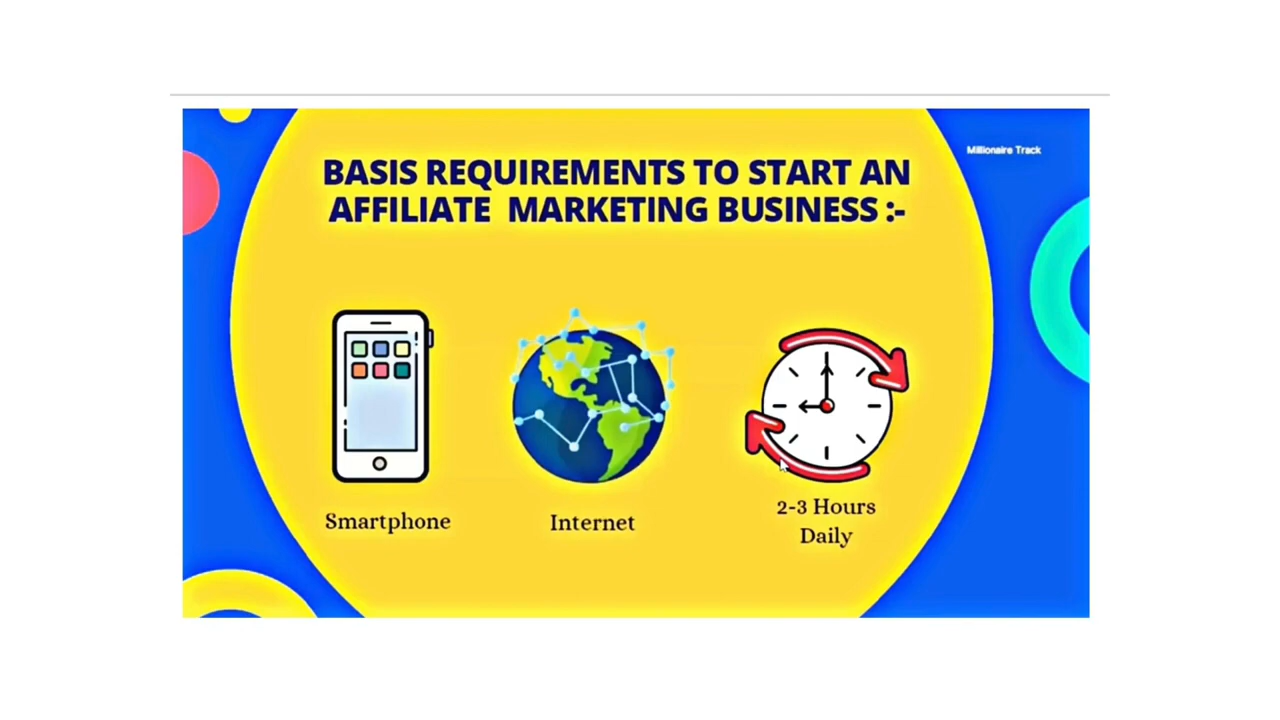 Millionaire Track
BASIS REQUIREMENTS TO START AN
AFFILIATE MARKETING BUSINESS :-
Smartphone
Internet
2-3 Hours
Daily